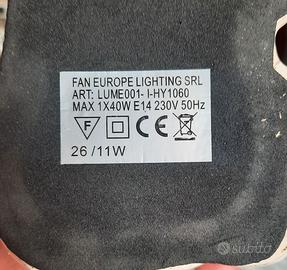 FAN EUROPE LIGHTING SRL
ART: LUME001- I-HY1060
MAX 1X40W E14 230V 50Hz
F CE
26 /11W
subito